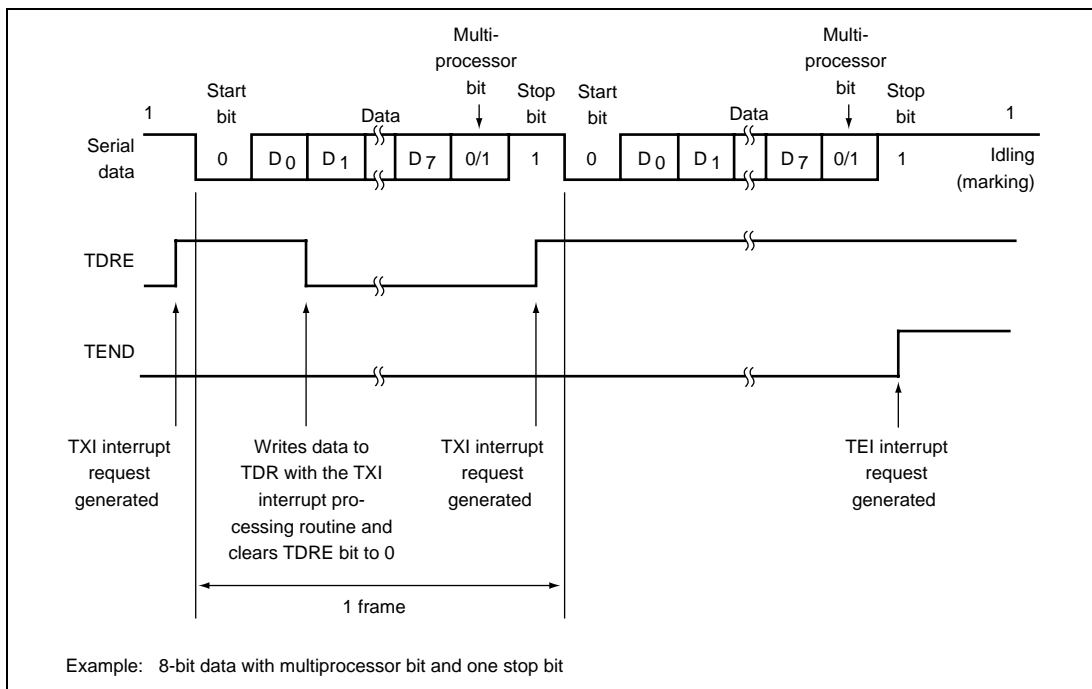 Multi-
processor
bit
Multi-
processor
bit
Start
bit
Stop
bit
Start
bit
Stop
bit
1
Data
Data
1
Serial
data
0
D0
D1
D7
0/1
1
0
D0
D1
D7
0/1
1
Idling
(marking)
TDRE
TEND
TXI interrupt
request
generated
Writes data to
TDR with the TXI
interrupt pro-
cessing routine and
clears TDRE bit to 0
TXI interrupt
request
generated
TEI interrupt
request
generated
1 frame
Example: 8-bit data with multiprocessor bit and one stop bit